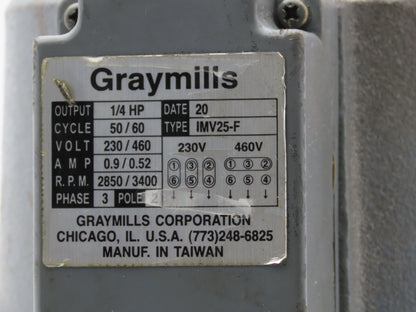 Graymills
OUTPUT 1/4 HP DATE 20
CYCLE 50/60 TYPE IMV25-F
VOLT 230/460 230V 460V
AMP 0.9/0.52 ① ③ ② ① ③ ②
R.P.M. 2850/3400 ⑥ ⑤ ④ ⑥ ⑤ ④
PHASE 3 POLE 2 ↓ ↓ ↓ ↓ ↓ ↓
GRAYMILLS CORPORATION
CHICAGO, IL. U.S.A. (773)248-6825
MANUF. IN TAIWAN